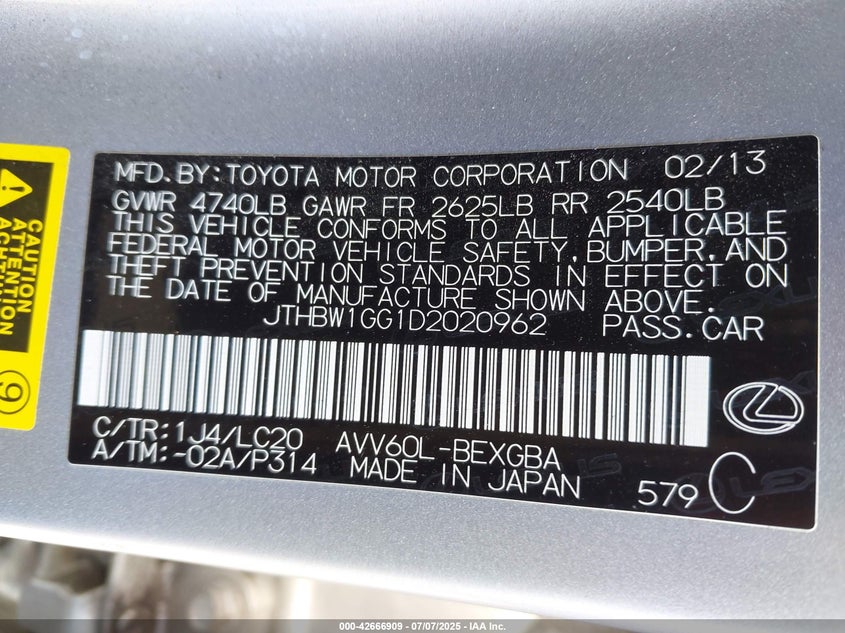 CAUTION
ATTENTION
ACHTUNG
9
MFD.BY:TOYOTA MOTOR CORPORATION 02/13
GVWR 4740LB GAWR FR 2625LB RR 2540LB
THIS VEHICLE CONFORMS TO ALL APPLICABLE
FEDERAL MOTOR VEHICLE SAFETY,BUMPER,AND
THEFT PREVENTION STANDARDS IN EFFECT ON
THE DATE OF MANUFACTURE SHOWN ABOVE.
JTHBW1GG1D2020962 PASS.CAR
C/TR:1J4/LC20 AVV60L-BEXGBA
A/TM:-02A/P314 MADE IN JAPAN 579 C
000-42666909 / 07/07/2025 - IAA Inc.